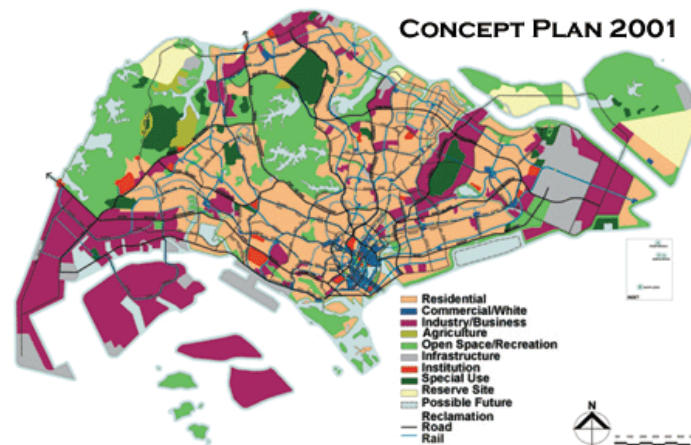 CONCEPT PLAN 2001
Residential
Commercial/White
Industry/Business
Agriculture
Open Space/Recreation
Infrastructure
Institution
Special Use
Reserve Site
Possible Future
Reclamation
Road
Rail
N